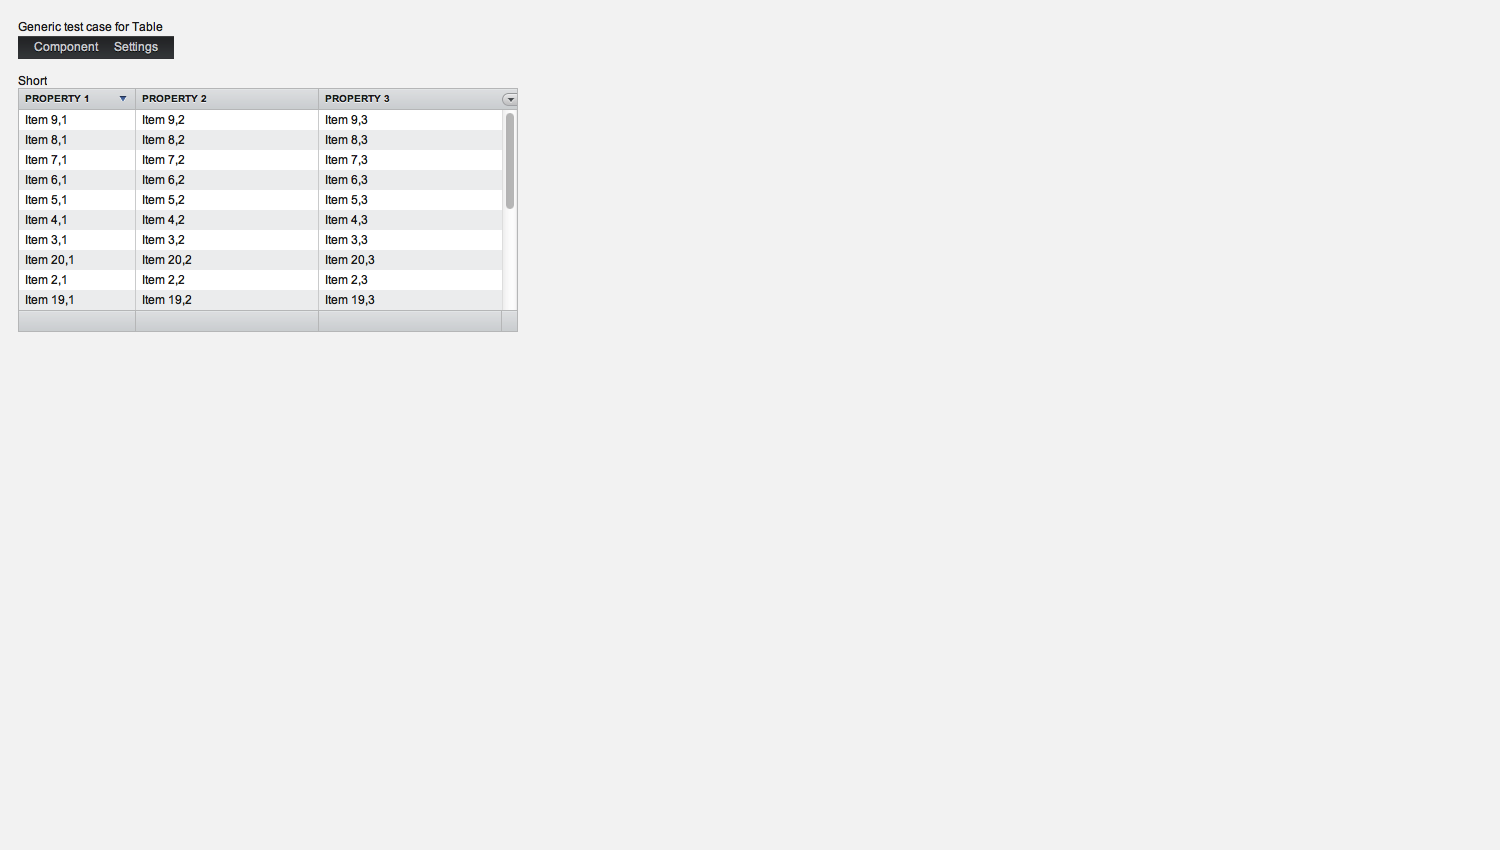 Generic test case for Table
Component Settings
Short
PROPERTY 1 PROPERTY 2 PROPERTY 3
Item 9,1 Item 9,2 Item 9,3
Item 8,1 Item 8,2 Item 8,3
Item 7,1 Item 7,2 Item 7,3
Item 6,1 Item 6,2 Item 6,3
Item 5,1 Item 5,2 Item 5,3
Item 4,1 Item 4,2 Item 4,3
Item 3,1 Item 3,2 Item 3,3
Item 20,1 Item 20,2 Item 20,3
Item 2,1 Item 2,2 Item 2,3
Item 19,1 Item 19,2 Item 19,3